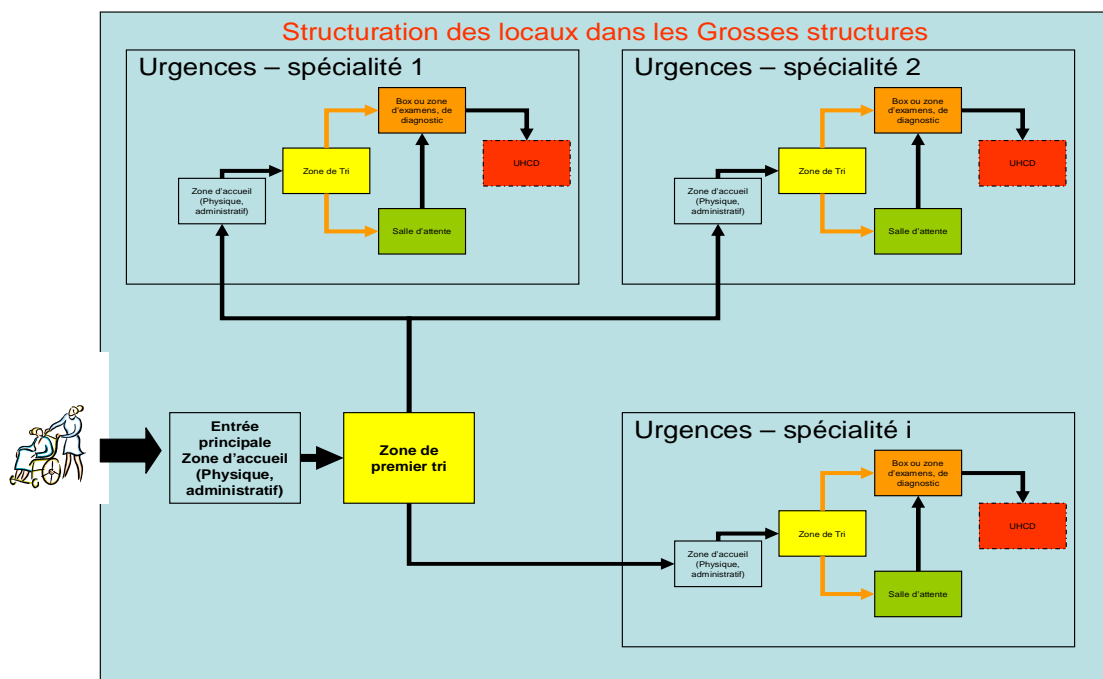 Structuration des locaux dans les Grosses structures
Urgences – spécialité 1
Box ou zone
d'examens, de
diagnostic
UHCD
Zone de Tri
Zone d'accueil
(Physique,
administratif)
Salle d'attente
Urgences – spécialité 2
Box ou zone
d'examens, de
diagnostic
UHCD
Zone de Tri
Zone d'accueil
(Physique,
administratif)
Salle d'attente
Entrée
principale
Zone d'accueil
(Physique,
administratif)
Zone de
premier tri
Urgences – spécialité i
Box ou zone
d'examens, de
diagnostic
UHCD
Zone de Tri
Zone d'accueil
(Physique,
administratif)
Salle d'attente